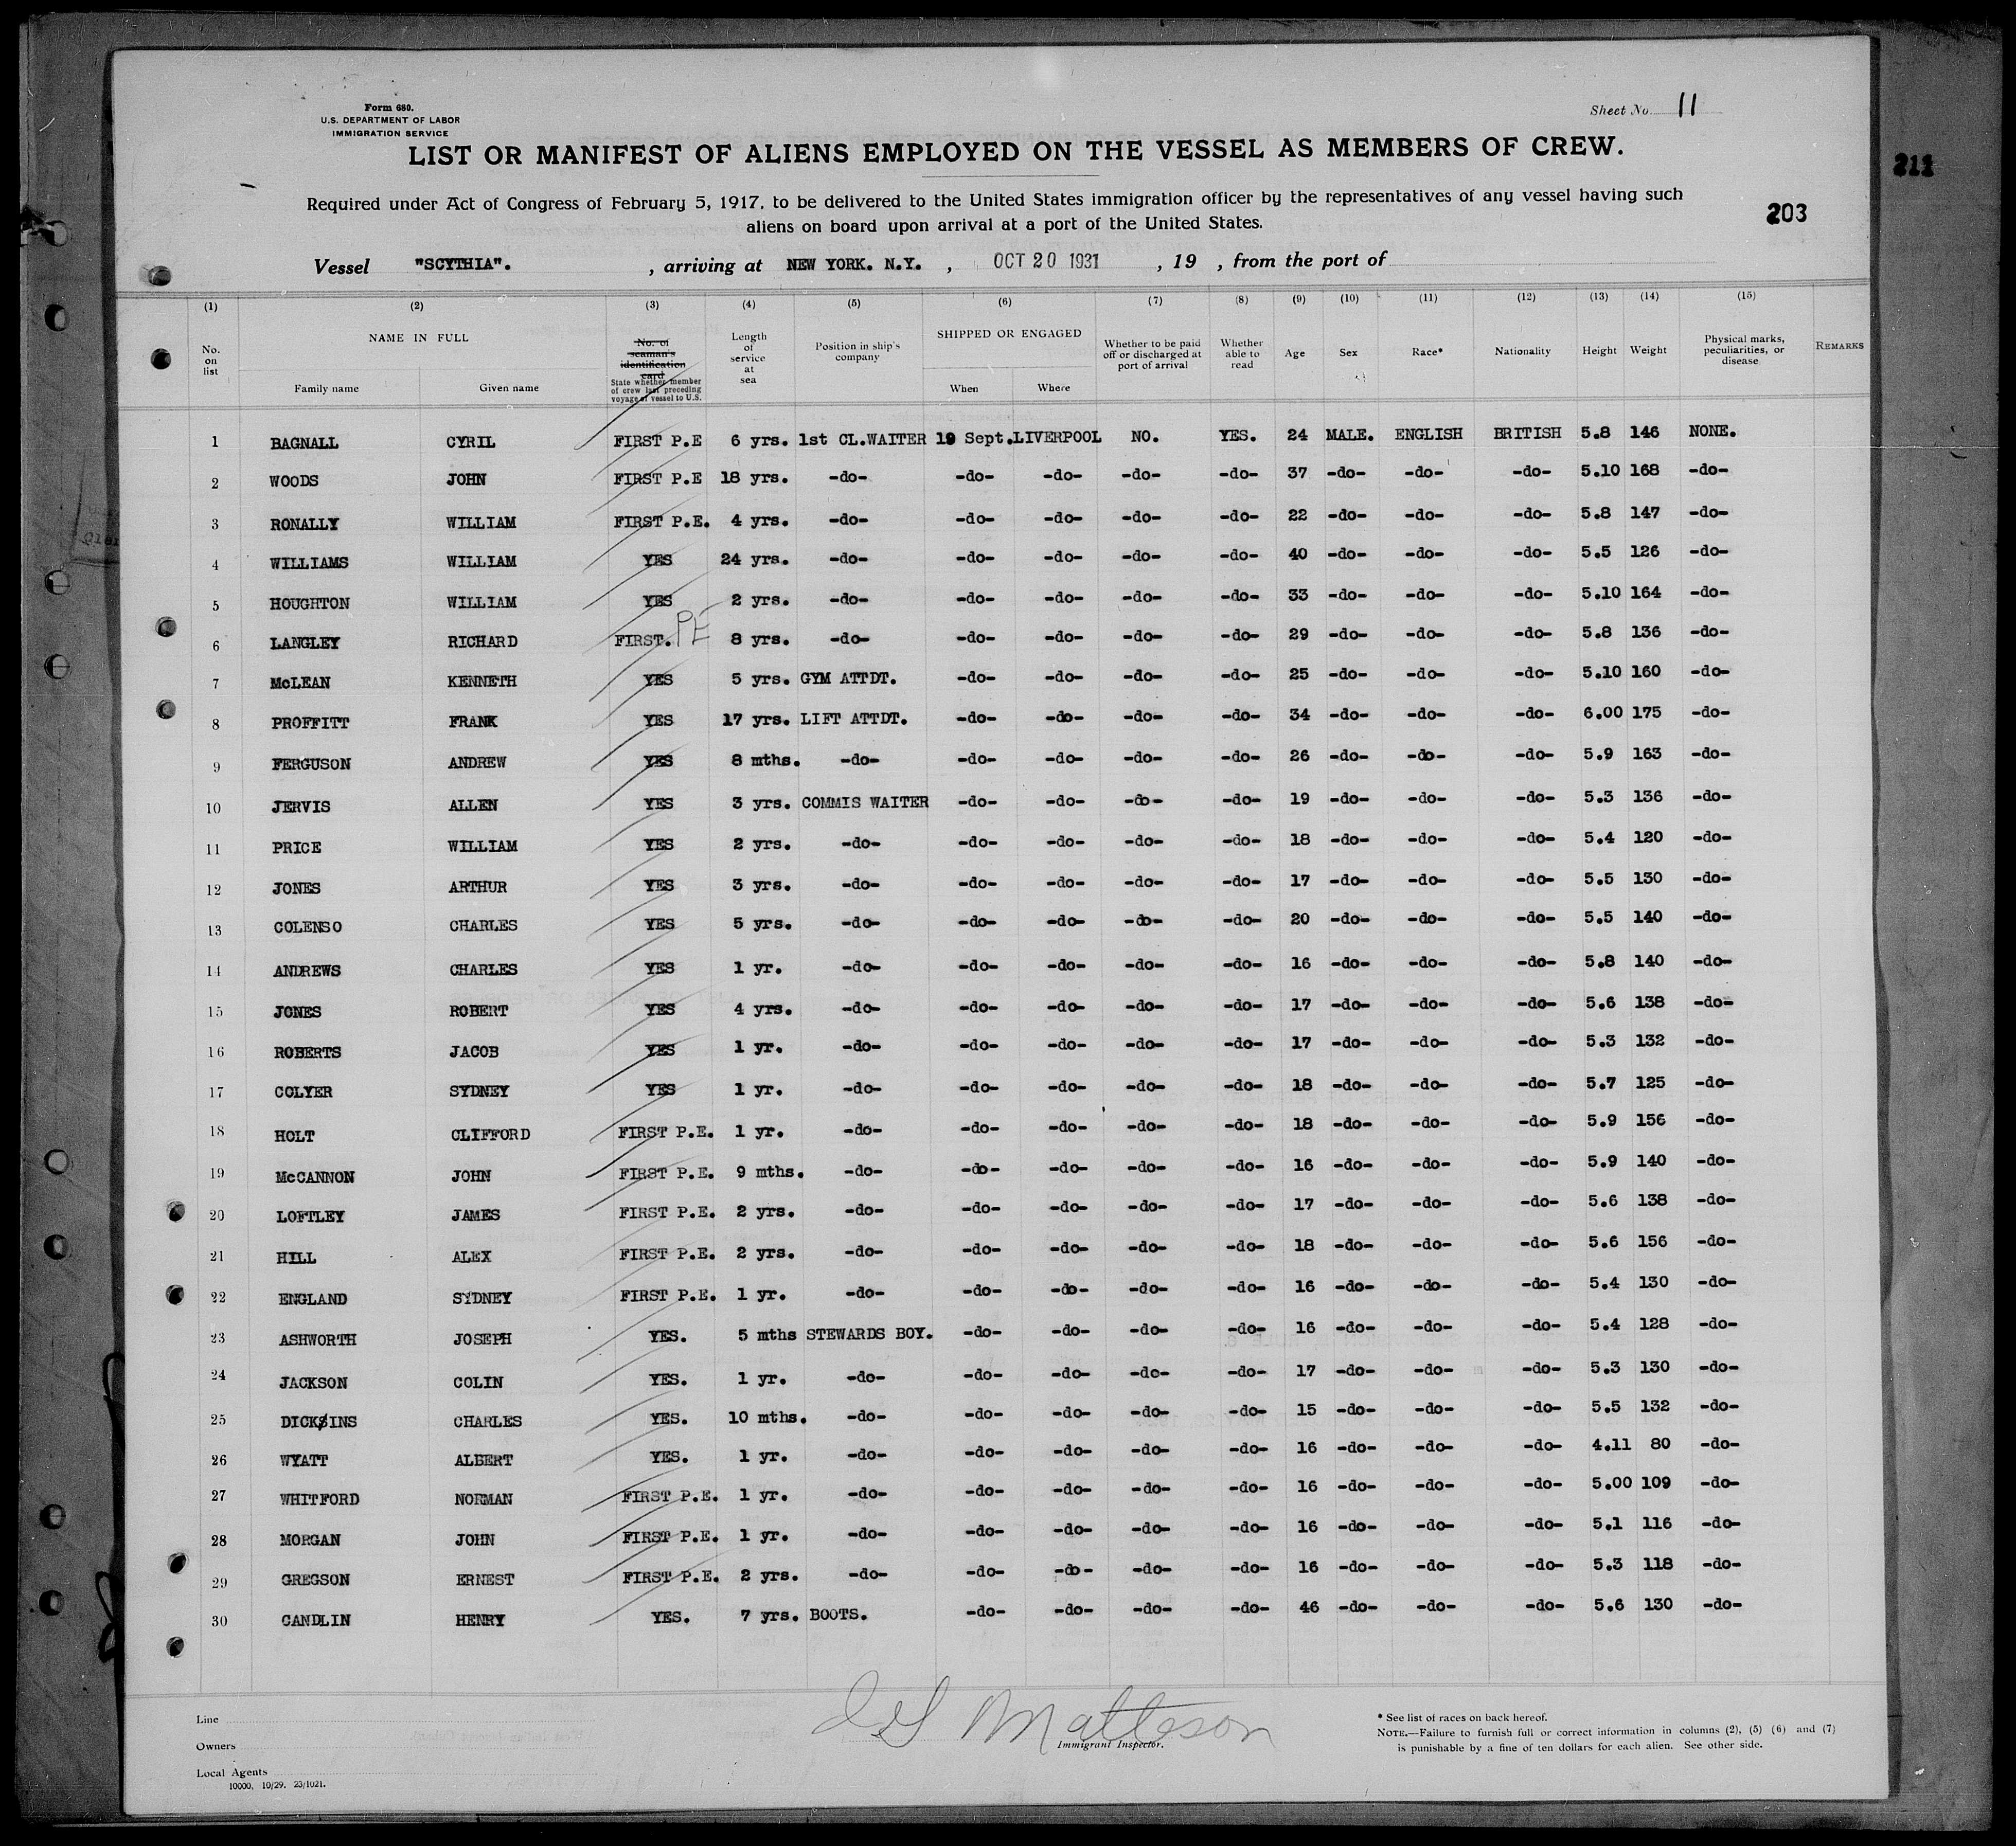 Form 680.
U.S. DEPARTMENT OF LABOR
IMMIGRATION SERVICE
Sheet No. 11
LIST OR MANIFEST OF ALIENS EMPLOYED ON THE VESSEL AS MEMBERS OF CREW.
211
Required under Act of Congress of February 5, 1917, to be delivered to the United States immigration officer by the representatives of any vessel having such
aliens on board upon arrival at a port of the United States.
203
Vessel "SCYTHIA". , arriving at NEW YORK. N.Y. , OCT 20 1931 , 19 , from the port of
(1) (2) (3) (4) (5) (6) (7) (8) (9) (10) (11) (12) (13) (14) (15)
No. on list NAME IN FULL Family name Given name No. of seaman's identification card State whether member of crew last preceding voyage of vessel to U.S. Length of service at sea Position in ship's company SHIPPED OR ENGAGED When Where Whether to be paid off or discharged at port of arrival Whether able to read Age Sex Race* Nationality Height Weight Physical marks, peculiarities, or disease REMARKS
1 BAGNALL CYRIL FIRST P.E 6 yrs. 1st CL.WAITER 19 Sept. LIVERPOOL NO. YES. 24 MALE. ENGLISH BRITISH 5.8 146 NONE.
2 WOODS JOHN FIRST P.E 18 yrs. -do- -do- -do- -do- -do- 37 -do- -do- -do- 5.10 168 -do-
3 RONALLY WILLIAM FIRST P.E. 4 yrs. -do- -do- -do- -do- -do- 22 -do- -do- -do- 5.8 147 -do-
4 WILLIAMS WILLIAM YES 24 yrs. -do- -do- -do- -do- -do- 40 -do- -do- -do- 5.5 126 -do-
5 HOUGHTON WILLIAM YES 2 yrs. -do- -do- -do- -do- -do- 33 -do- -do- -do- 5.10 164 -do-
6 LANGLEY RICHARD FIRST. PE 8 yrs. -do- -do- -do- -do- -do- 29 -do- -do- -do- 5.8 136 -do-
7 McLEAN KENNETH YES 5 yrs. GYM ATTDT. -do- -do- -do- -do- 25 -do- -do- -do- 5.10 160 -do-
8 PROFFITT FRANK YES 17 yrs. LIFT ATTDT. -do- -do- -do- -do- 34 -do- -do- -do- 6.00 175 -do-
9 FERGUSON ANDREW YES 8 mths. -do- -do- -do- -do- -do- 26 -do- -do- -do- 5.9 163 -do-
10 JERVIS ALLEN YES 3 yrs. COMMIS WAITER -do- -do- -do- -do- 19 -do- -do- -do- 5.3 136 -do-
11 PRICE WILLIAM YES 2 yrs. -do- -do- -do- -do- -do- 18 -do- -do- -do- 5.4 120 -do-
12 JONES ARTHUR YES 3 yrs. -do- -do- -do- -do- -do- 17 -do- -do- -do- 5.5 130 -do-
13 COLENSO CHARLES YES 5 yrs. -do- -do- -do- -do- -do- 20 -do- -do- -do- 5.5 140 -do-
14 ANDREWS CHARLES YES 1 yr. -do- -do- -do- -do- -do- 16 -do- -do- -do- 5.8 140 -do-
15 JONES ROBERT YES 4 yrs. -do- -do- -do- -do- -do- 17 -do- -do- -do- 5.6 138 -do-
16 ROBERTS JACOB YES 1 yr. -do- -do- -do- -do- -do- 17 -do- -do- -do- 5.3 132 -do-
17 COLYER SYDNEY YES 1 yr. -do- -do- -do- -do- -do- 18 -do- -do- -do- 5.7 125 -do-
18 HOLT CLIFFORD FIRST P.E. 1 yr. -do- -do- -do- -do- -do- 18 -do- -do- -do- 5.9 156 -do-
19 McCANNON JOHN FIRST P.E. 9 mths. -do- -do- -do- -do- -do- 16 -do- -do- -do- 5.9 140 -do-
20 LOFTLEY JAMES FIRST P.E. 2 yrs. -do- -do- -do- -do- -do- 17 -do- -do- -do- 5.6 138 -do-
21 HILL ALEX FIRST P.E. 2 yrs. -do- -do- -do- -do- -do- 18 -do- -do- -do- 5.6 156 -do-
22 ENGLAND SYDNEY FIRST P.E. 1 yr. -do- -do- -do- -do- -do- 16 -do- -do- -do- 5.4 130 -do-
23 ASHWORTH JOSEPH YES. 5 mths STEWARDS BOY. -do- -do- -do- -do- 16 -do- -do- -do- 5.4 128 -do-
24 JACKSON COLIN YES. 1 yr. -do- -do- -do- -do- -do- 17 -do- -do- -do- 5.3 130 -do-
25 DICKINS CHARLES YES. 10 mths. -do- -do- -do- -do- -do- 15 -do- -do- -do- 5.5 132 -do-
26 WYATT ALBERT YES. 1 yr. -do- -do- -do- -do- -do- 16 -do- -do- -do- 4.11 80 -do-
27 WHITFORD NORMAN FIRST P.E. 1 yr. -do- -do- -do- -do- -do- 16 -do- -do- -do- 5.00 109 -do-
28 MORGAN JOHN FIRST P.E. 1 yr. -do- -do- -do- -do- -do- 16 -do- -do- -do- 5.1 116 -do-
29 GREGSON ERNEST FIRST P.E. 2 yrs. -do- -do- -do- -do- -do- 16 -do- -do- -do- 5.3 118 -do-
30 CANDLIN HENRY YES. 7 yrs. BOOTS. -do- -do- -do- -do- 46 -do- -do- -do- 5.6 130 -do-
Line
Owners
Local Agents
10000, 10/29. 23/1021.
Matteson
Immigrant Inspector.
* See list of races on back hereof.
NOTE.—Failure to furnish full or correct information in columns (2), (5) (6) and (7)
is punishable by a fine of ten dollars for each alien. See other side.